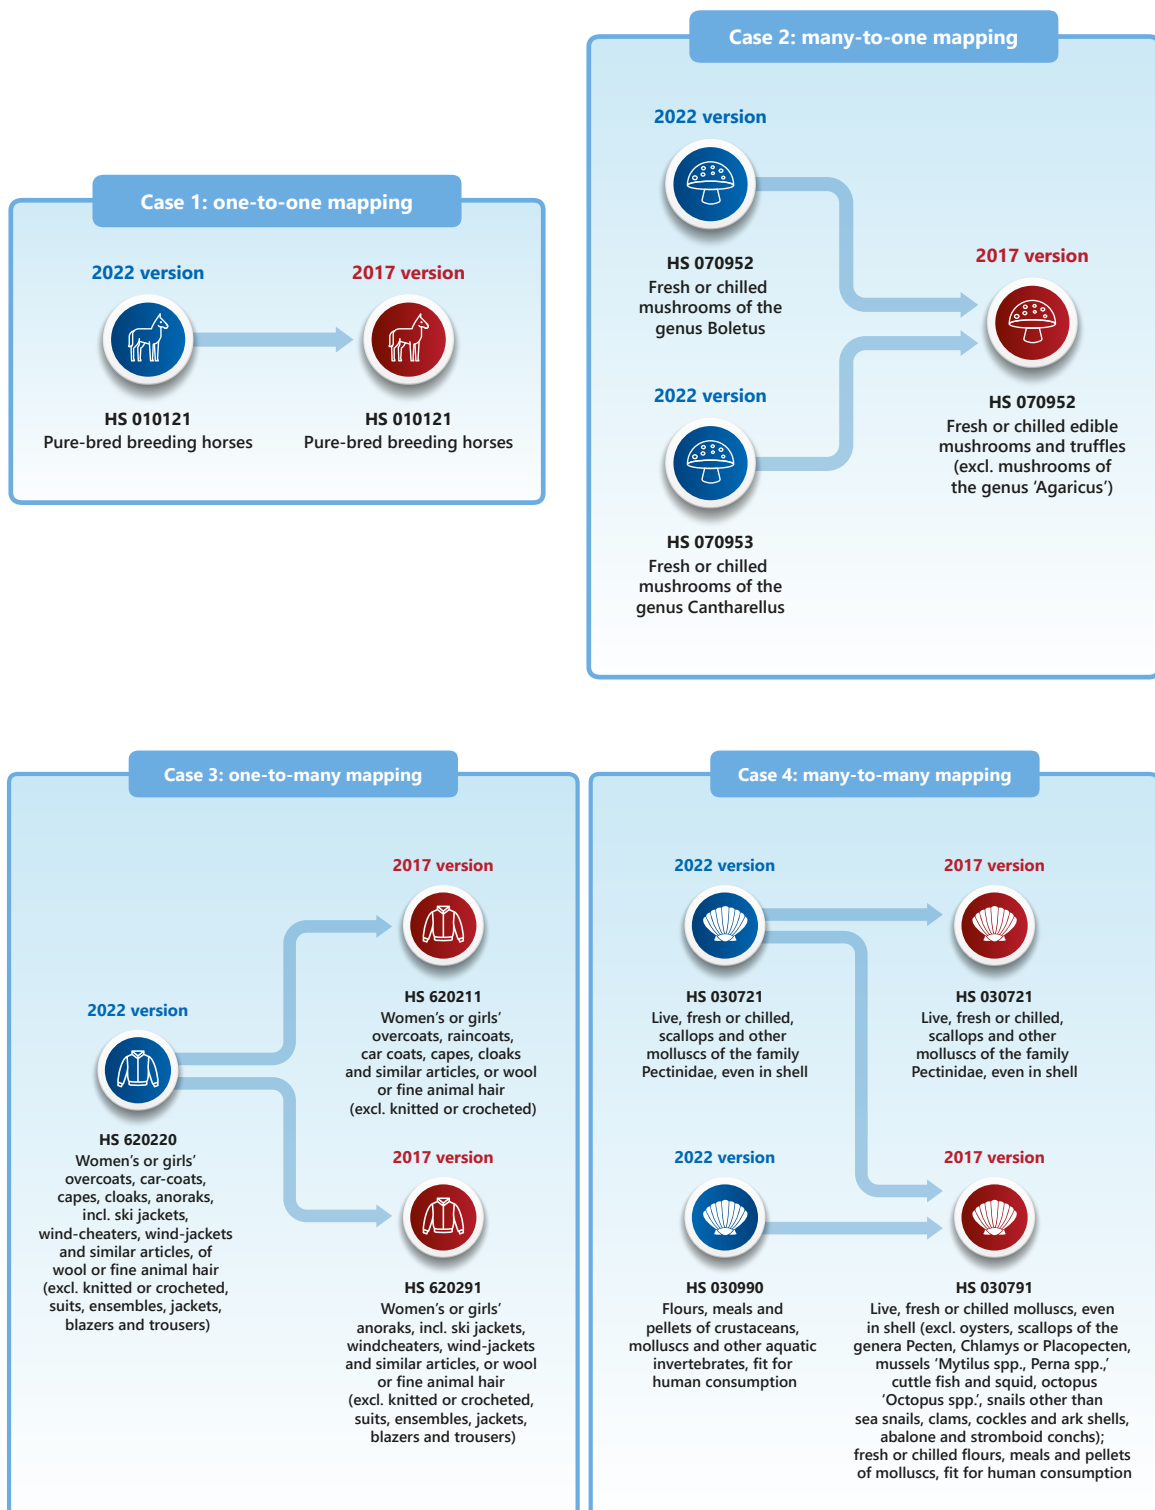 Case 1: one-to-one mapping
2022 version
HS 010121
Pure-bred breeding horses
2017 version
HS 010121
Pure-bred breeding horses
Case 2: many-to-one mapping
2022 version
HS 070952
Fresh or chilled
mushrooms of the
genus Boletus
2022 version
HS 070953
Fresh or chilled
mushrooms of the
genus Cantharellus
2017 version
HS 070952
Fresh or chilled edible
mushrooms and truffles
(excl. mushrooms of
the genus ‘Agaricus’)
Case 3: one-to-many mapping
2022 version
HS 620220
Women’s or girls’
overcoats, car-coats,
capes, cloaks, anoraks,
incl. ski jackets,
wind-cheaters, wind-jackets
and similar articles, of
wool or fine animal hair
(excl. knitted or crocheted,
suits, ensembles, jackets,
blazers and trousers)
2017 version
HS 620211
Women’s or girls’
overcoats, raincoats,
car coats, capes, cloaks
and similar articles, or wool
or fine animal hair
(excl. knitted or crocheted)
2017 version
HS 620291
Women’s or girls’
anoraks, incl. ski jackets,
windcheaters, wind-jackets
and similar articles, or wool
or fine animal hair
(excl. knitted or crocheted,
suits, ensembles, jackets,
blazers and trousers)
Case 4: many-to-many mapping
2022 version
HS 030721
Live, fresh or chilled,
scallops and other
molluscs of the family
Pectinidae, even in shell
2017 version
HS 030721
Live, fresh or chilled,
scallops and other
molluscs of the family
Pectinidae, even in shell
2022 version
HS 030990
Flours, meals and
pellets of crustaceans,
molluscs and other aquatic
invertebrates, fit for
human consumption
2017 version
HS 030791
Live, fresh or chilled molluscs, even
in shell (excl. oysters, scallops of the
genera Pecten, Chlamys or Placopecten,
mussels ‘Mytilus spp., Perna spp.,’
cuttle fish and squid, octopus
‘Octopus spp.’, snails other than
sea snails, clams, cockles and ark shells,
abalone and stromboid conchs);
fresh or chilled flours, meals and pellets
of molluscs, fit for human consumption